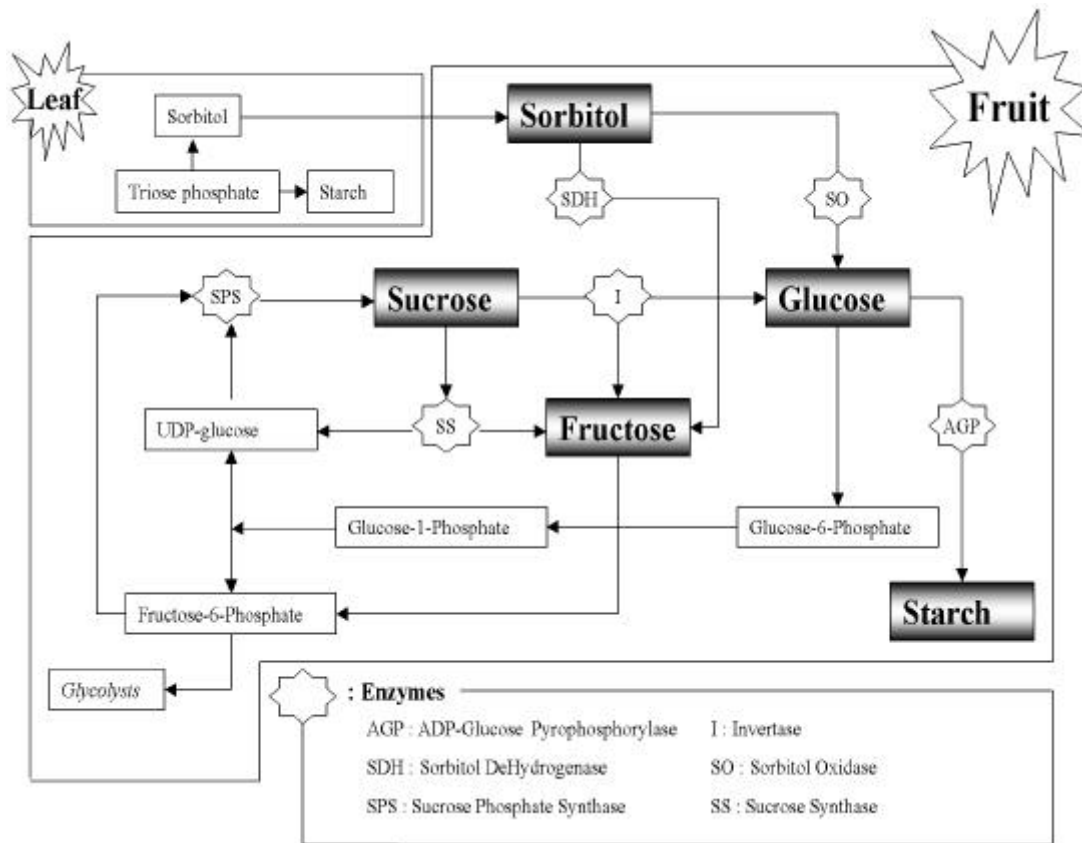 Leaf
Fruit
Sorbitol
Sorbitol
Triose phosphate
Starch
SDH
SO
SPS
Sucrose
I
Glucose
UDP-glucose
SS
Fructose
AGP
Glucose-1-Phosphate
Glucose-6-Phosphate
Fructose-6-Phosphate
Starch
Glycolysis
: Enzymes
AGP : ADP-Glucose Pyrophosphorylase
I : Invertase
SDH : Sorbitol DeHydrogenase
SO : Sorbitol Oxidase
SPS : Sucrose Phosphate Synthase
SS : Sucrose Synthase